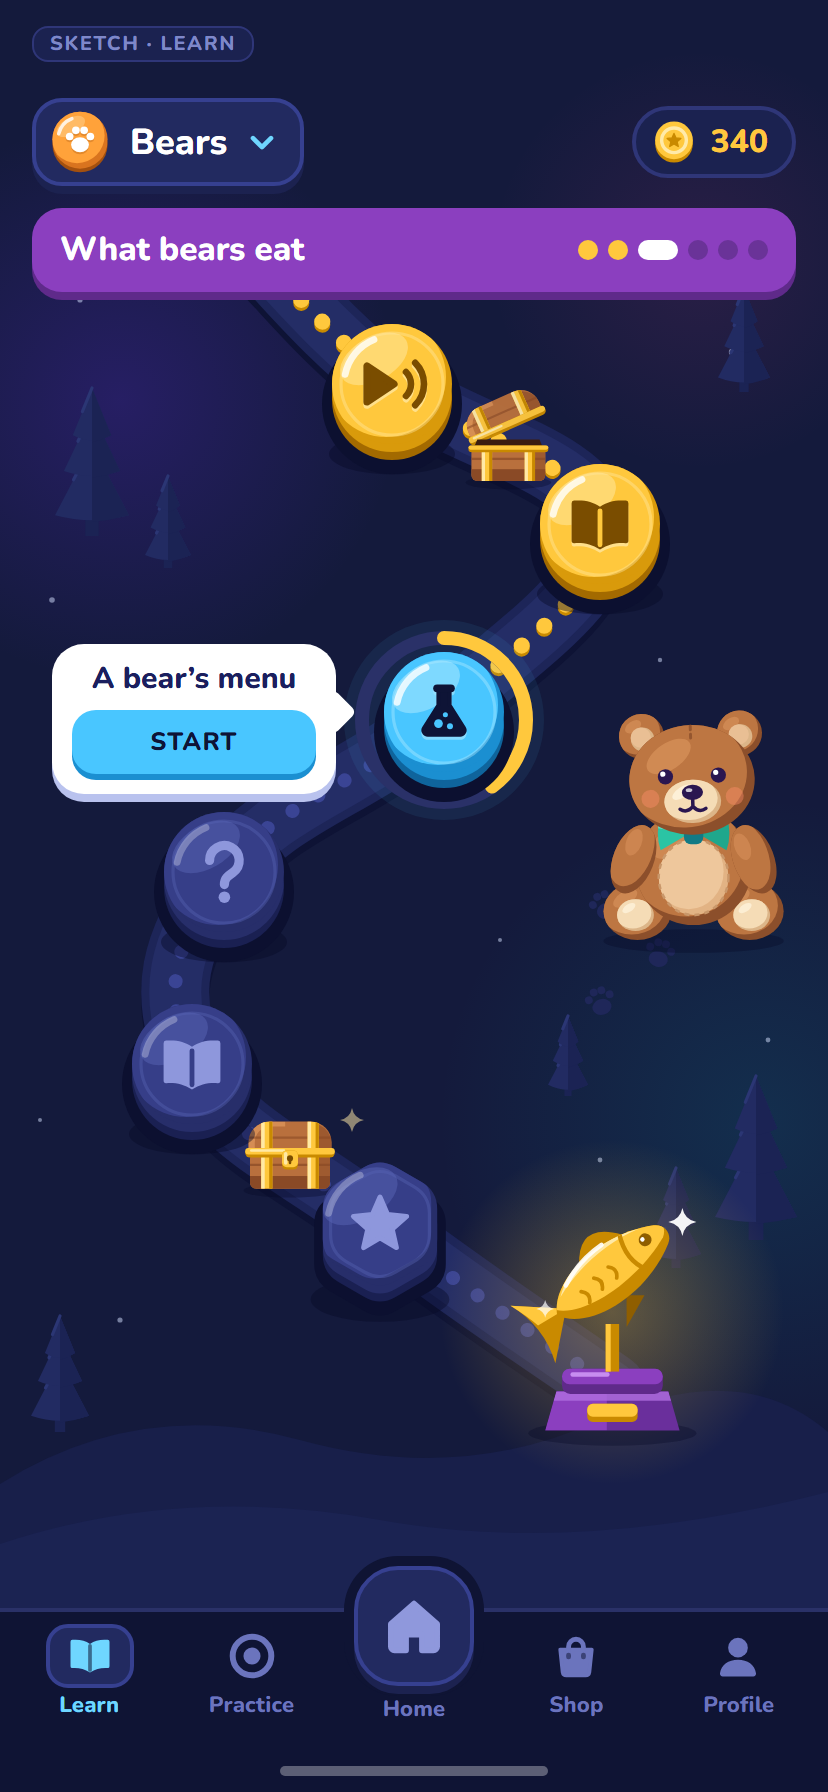 SKETCH · LEARN
Bears
340
What bears eat
A bear’s menu
START
Learn
Practice
Home
Shop
Profile